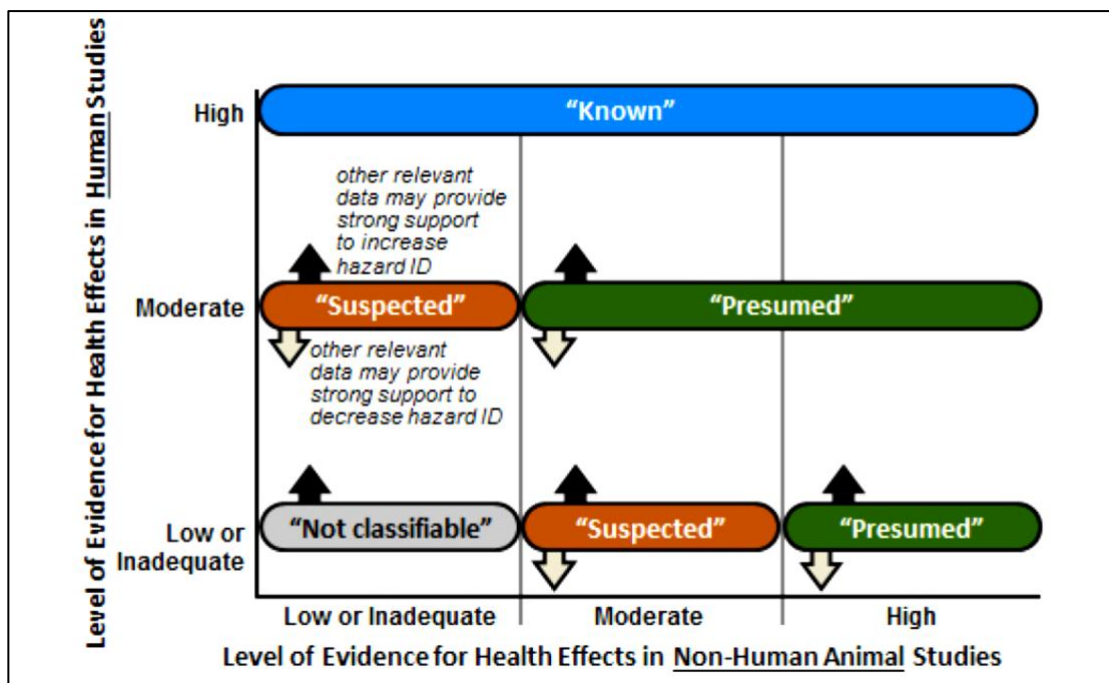 Level of Evidence for Health Effects in Human Studies
High
“Known”
other relevant
data may provide
strong support
to increase
hazard ID
Moderate
“Suspected”
“Presumed”
other relevant
data may provide
strong support to
decrease hazard ID
Low or
Inadequate
“Not classifiable”
“Suspected”
“Presumed”
Low or Inadequate
Moderate
High
Level of Evidence for Health Effects in Non-Human Animal Studies